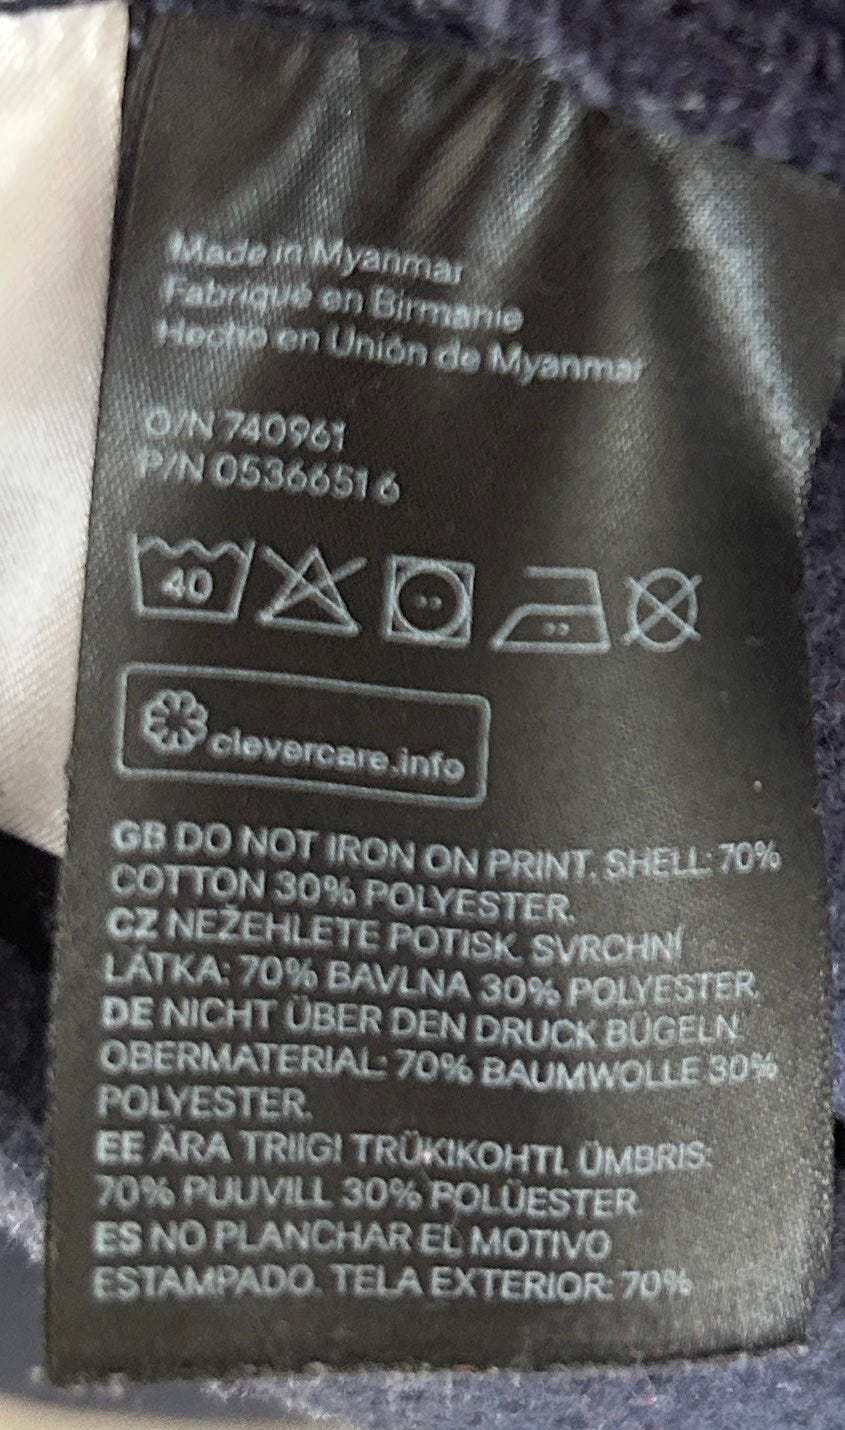 Made in Myanmar
Fabriqué en Birmanie
Hecho en Unión de Myanmar
O/N 740961
P/N 0536651 6
40
clevercare.info
GB DO NOT IRON ON PRINT. SHELL: 70%
COTTON 30% POLYESTER.
CZ NEŽEHLETE POTISK. SVRCHNÍ
LÁTKA: 70% BAVLNA 30% POLYESTER.
DE NICHT ÜBER DEN DRUCK BÜGELN.
OBERMATERIAL: 70% BAUMWOLLE 30%
POLYESTER.
EE ÄRA TRIIGI TRÜKIKOHTI. ÜMBRIS:
70% PUUVILL 30% POLÜESTER
ES NO PLANCHAR EL MOTIVO
ESTAMPADO. TELA EXTERIOR: 70%